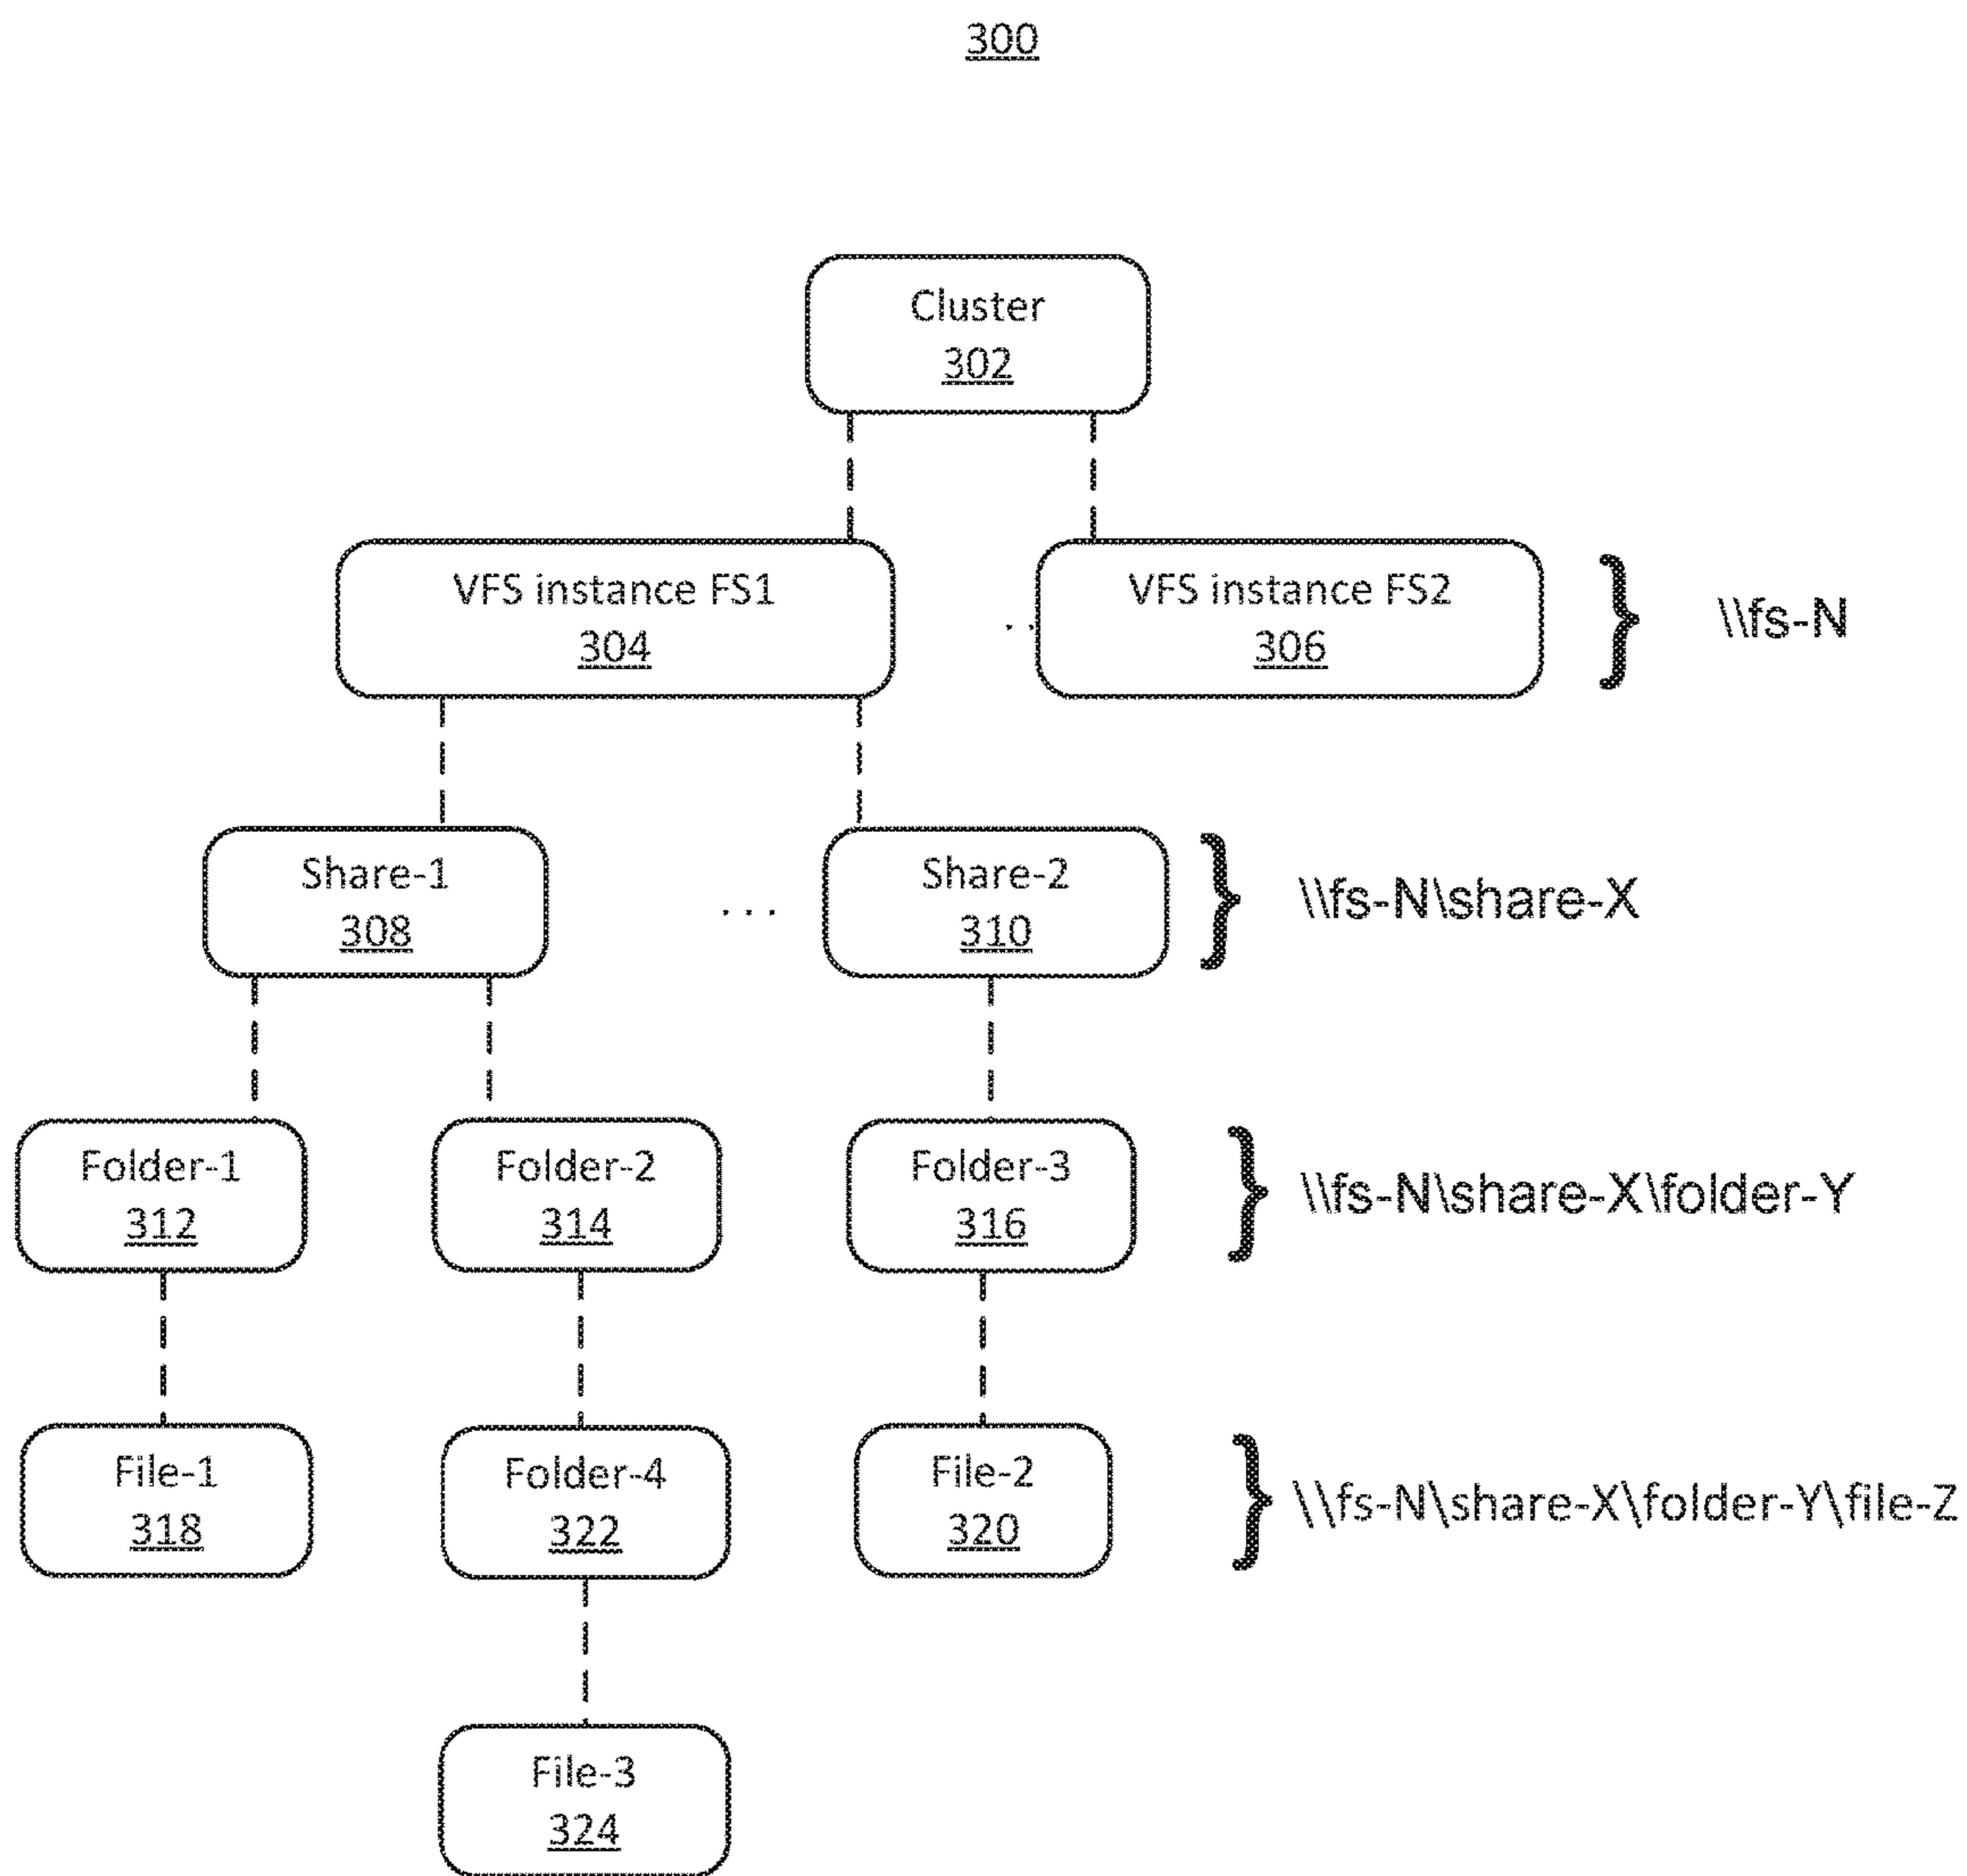 300
Cluster
302
VFS instance FS1
304
. .
VFS instance FS2
306
} \\fs-N
Share-1
308
. . .
Share-2
310
} \\fs-N\share-X
Folder-1
312
Folder-2
314
Folder-3
316
} \\fs-N\share-X\folder-Y
File-1
318
Folder-4
322
File-2
320
} \\fs-N\share-X\folder-Y\file-Z
File-3
324